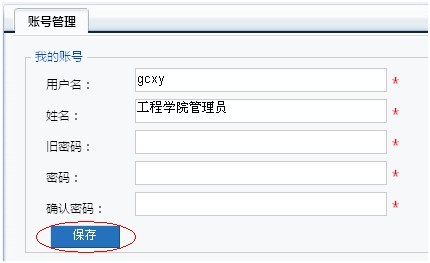 账号管理
我的账号
用户名： gcxy *
姓名： 工程学院管理员 *
旧密码： *
密码： *
确认密码： *
保存